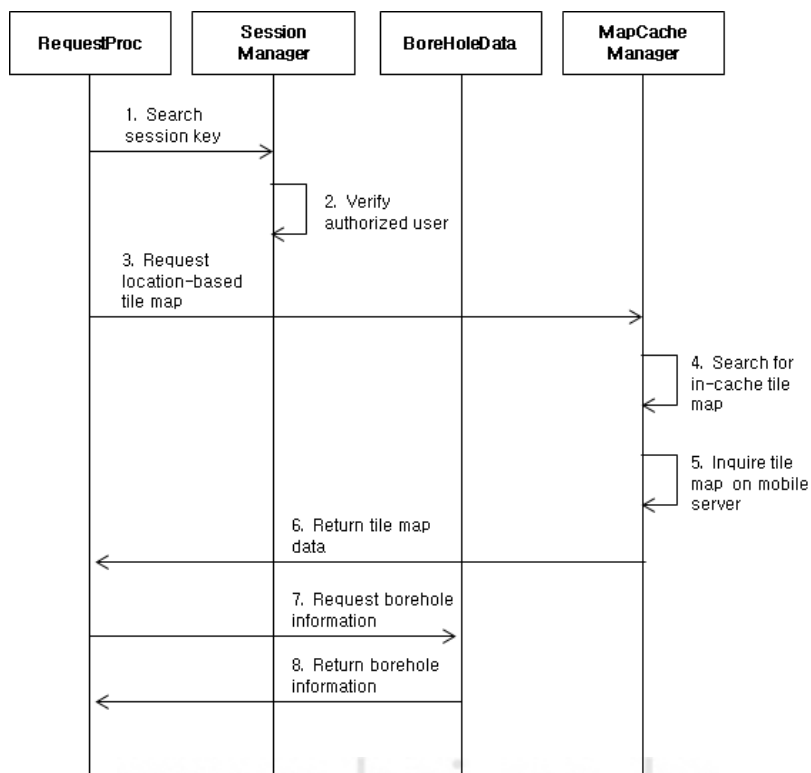 RequestProc
Session
Manager
BoreHoleData
MapCache
Manager
1. Search
session key
2. Verify
authorized user
3. Request
location-based
tile map
4. Search for
in-cache tile
map
5. Inquire tile
map on mobile
server
6. Return tile map
data
7. Request borehole
information
8. Return borehole
information